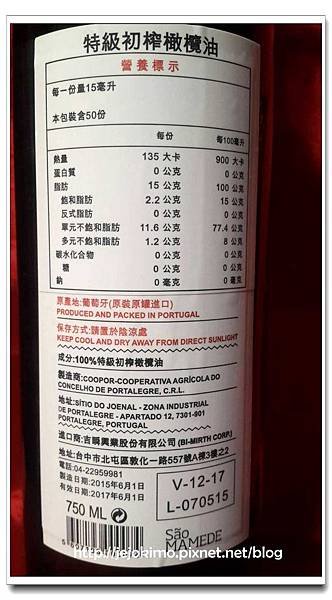 特級初榨橄欖油
營養標示
每一份量15毫升
本包裝含50份
每份 每100毫升
熱量 135 大卡 900 大卡
蛋白質 0 公克 0 公克
脂肪 15 公克 100 公克
飽和脂肪 2.2 公克 15 公克
反式脂肪 0 公克 0 公克
單元不飽和脂肪 11.6 公克 77.4 公克
多元不飽和脂肪 1.2 公克 8 公克
碳水化合物 0 公克 0 公克
糖 0 公克 0 公克
鈉 0 毫克 0 毫克
原產地:葡萄牙(原裝原罐進口)
PRODUCED AND PACKED IN PORTUGAL
保存方式:請置於陰涼處
KEEP COOL AND DRY AWAY FROM DIRECT SUNLIGHT
成分:100%特級初榨橄欖油
製造商:COOPOR-COOPERATIVA AGRÍCOLA DO
CONCELHO DE PORTALEGRE, C.R.L.
地址:SÍTIO DO JOENAL - ZONA INDUSTRIAL
DE PORTALEGRE - APARTADO 12, 7301-901
PORTALEGRE, PORTUGAL
進口商:吉瞬興業股份有限公司 (BI-MIRTH CORP.)
地址:台中市北屯區敦化一路557號A棟3樓之2
電話:04-22959981
製造日期:2015年6月1日
有效日期:2017年6月1日
750 ML
V-12-17
L-070515
São
MAMEDE
http://jejokimo.pixnet.net/blog